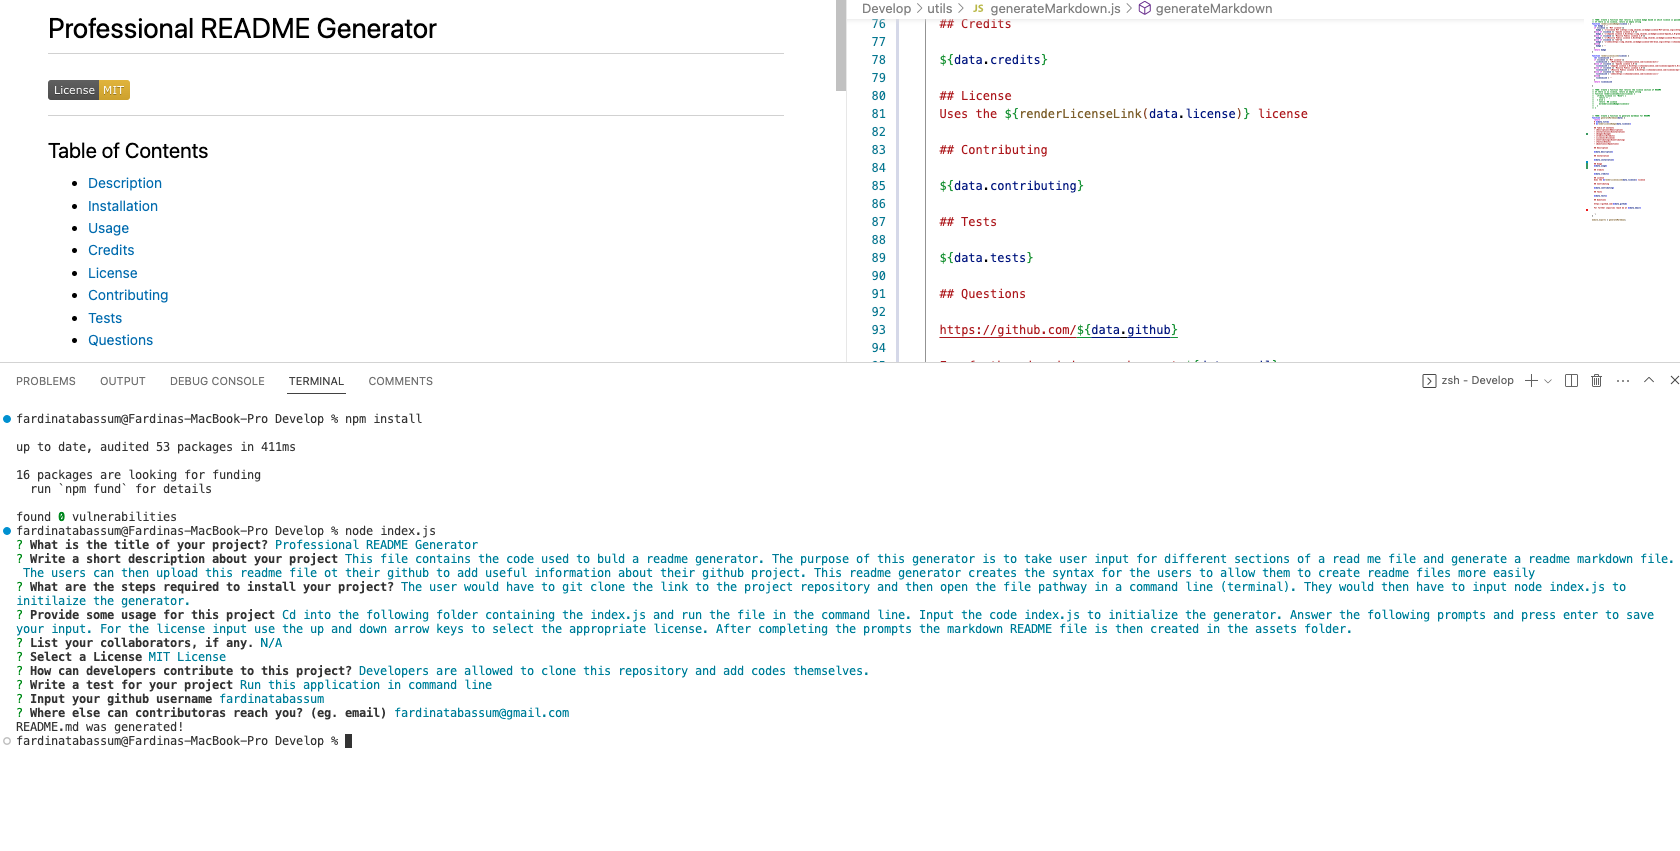 Professional README Generator
License MIT
Table of Contents
Description
Installation
Usage
Credits
License
Contributing
Tests
Questions
Develop > utils > JS generateMarkdown.js > generateMarkdown
76 ## Credits
77
78 ${data.credits}
79
80 ## License
81 Uses the ${renderLicenseLink(data.license)} license
82
83 ## Contributing
84
85 ${data.contributing}
86
87 ## Tests
88
89 ${data.tests}
90
91 ## Questions
92
93 https://github.com/${data.github}
94
PROBLEMS OUTPUT DEBUG CONSOLE TERMINAL COMMENTS
zsh - Develop
fardinatabassum@Fardinas-MacBook-Pro Develop % npm install
up to date, audited 53 packages in 411ms
16 packages are looking for funding
run `npm fund` for details
found 0 vulnerabilities
fardinatabassum@Fardinas-MacBook-Pro Develop % node index.js
? What is the title of your project? Professional README Generator
? Write a short description about your project This file contains the code used to buld a readme generator. The purpose of this generator is to take user input for different sections of a read me file and generate a readme markdown file.
The users can then upload this readme file ot their github to add useful information about their github project. This readme generator creates the syntax for the users to allow them to create readme files more easily
? What are the steps required to install your project? The user would have to git clone the link to the project repository and then open the file pathway in a command line (terminal). They would then have to input node index.js to
initilaize the generator.
? Provide some usage for this project Cd into the following folder containing the index.js and run the file in the command line. Input the code index.js to initialize the generator. Answer the following prompts and press enter to save
your input. For the license input use the up and down arrow keys to select the appropriate license. After completing the prompts the markdown README file is then created in the assets folder.
? List your collaborators, if any. N/A
? Select a License MIT License
? How can developers contribute to this project? Developers are allowed to clone this repository and add codes themselves.
? Write a test for your project Run this application in command line
? Input your github username fardinatabassum
? Where else can contributoras reach you? (eg. email) fardinatabassum@gmail.com
README.md was generated!
fardinatabassum@Fardinas-MacBook-Pro Develop %